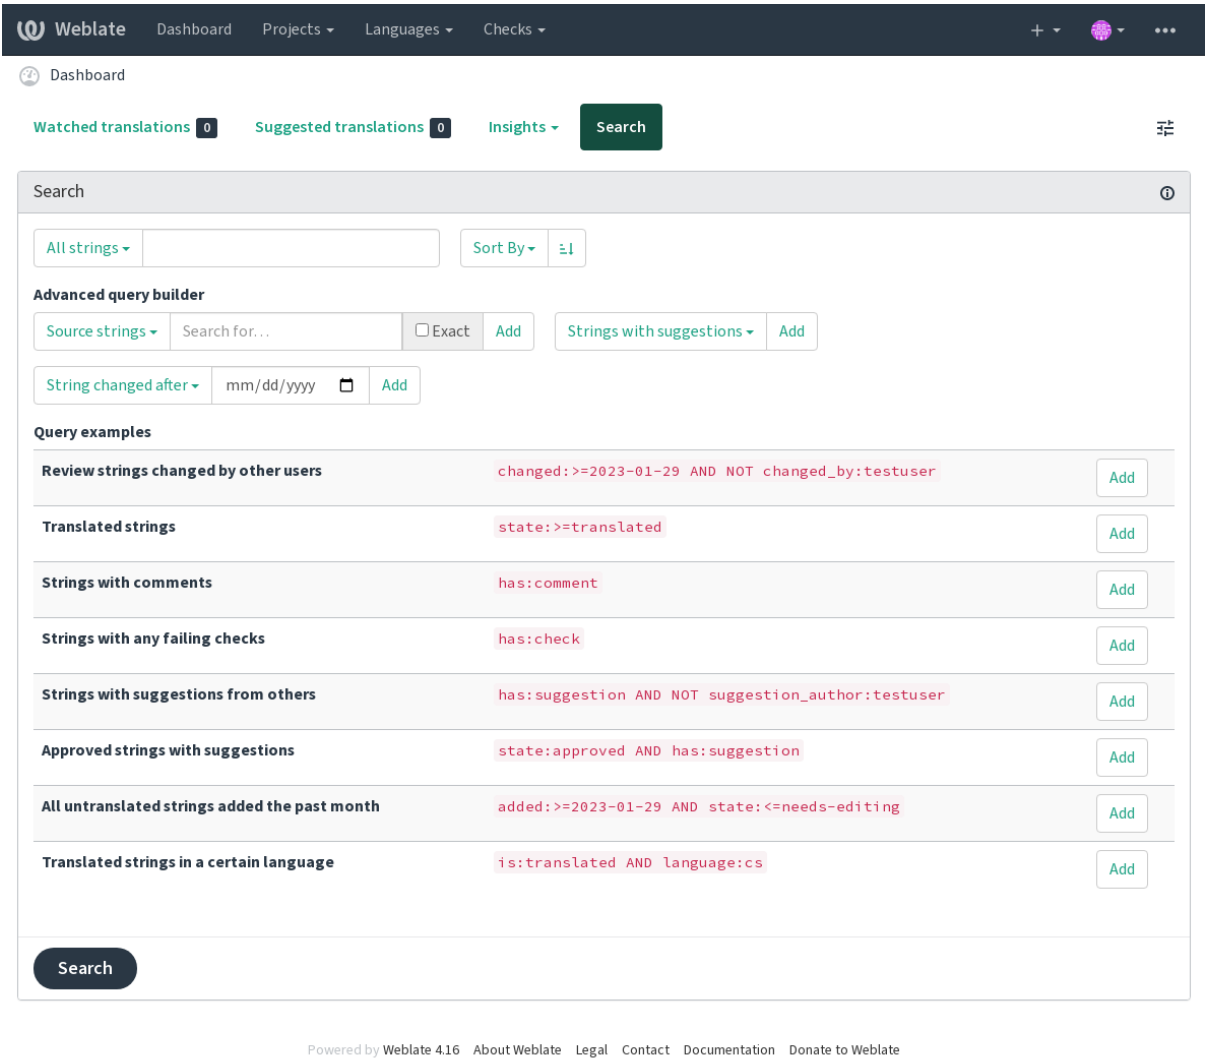 Weblate Dashboard Projects Languages Checks
Dashboard
Watched translations 0 Suggested translations 0 Insights Search
Search
All strings Sort By
Advanced query builder
Source strings Search for... Exact Add Strings with suggestions Add
String changed after mm/dd/yyyy Add
Query examples
Review strings changed by other users changed:>=2023-01-29 AND NOT changed_by:testuser Add
Translated strings state:>=translated Add
Strings with comments has:comment Add
Strings with any failing checks has:check Add
Strings with suggestions from others has:suggestion AND NOT suggestion_author:testuser Add
Approved strings with suggestions state:approved AND has:suggestion Add
All untranslated strings added the past month added:>=2023-01-29 AND state:<=needs-editing Add
Translated strings in a certain language is:translated AND language:cs Add
Search
Powered by Weblate 4.16 About Weblate Legal Contact Documentation Donate to Weblate